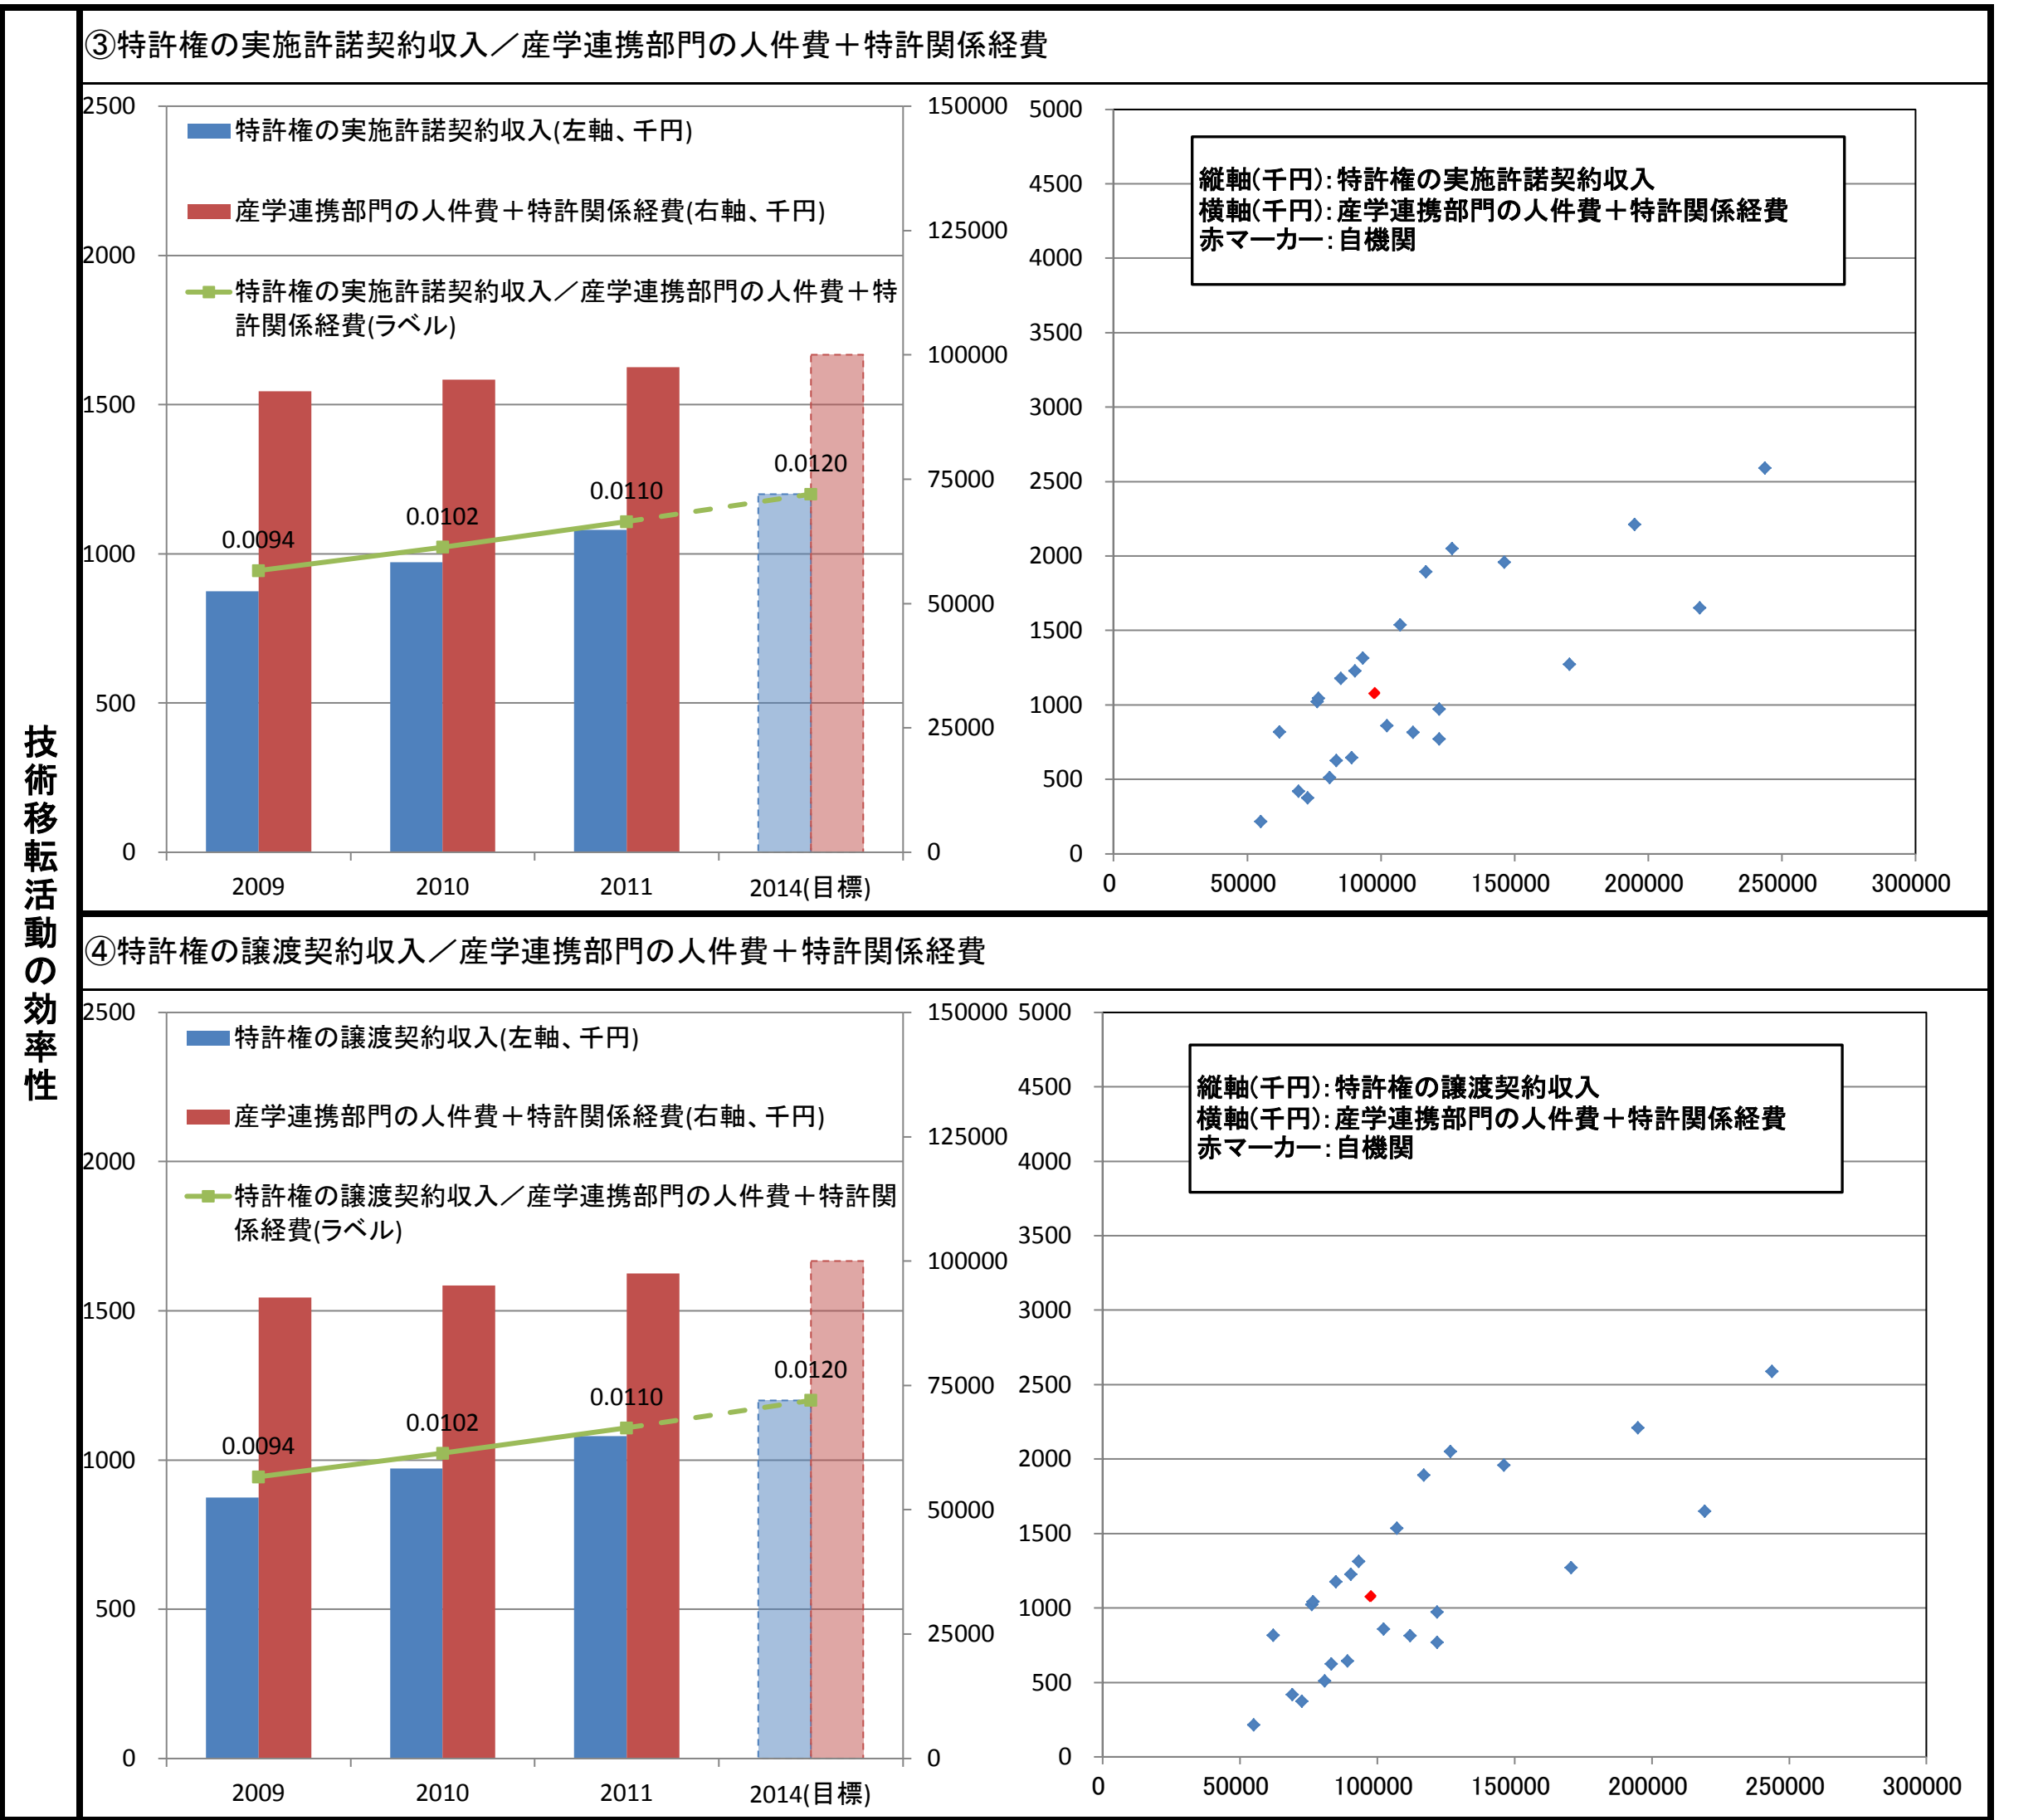 技術移転活動の効率性
③特許権の実施許諾契約収入／産学連携部門の人件費＋特許関係経費
2500
2000
1500
1000
500
0
特許権の実施許諾契約収入(左軸、千円)
産学連携部門の人件費＋特許関係経費(右軸、千円)
特許権の実施許諾契約収入／産学連携部門の人件費＋特
許関係経費(ラベル)
0.0094
0.0102
0.0110
0.0120
150000
125000
100000
75000
50000
25000
0
2009 2010 2011 2014(目標)
5000
4500
4000
3500
3000
2500
2000
1500
1000
500
0
縦軸(千円)：特許権の実施許諾契約収入
横軸(千円)：産学連携部門の人件費＋特許関係経費
赤マーカー：自機関
0 50000 100000 150000 200000 250000 300000
④特許権の譲渡契約収入／産学連携部門の人件費＋特許関係経費
2500
2000
1500
1000
500
0
特許権の譲渡契約収入(左軸、千円)
産学連携部門の人件費＋特許関係経費(右軸、千円)
特許権の譲渡契約収入／産学連携部門の人件費＋特許関
係経費(ラベル)
0.0094
0.0102
0.0110
0.0120
150000
125000
100000
75000
50000
25000
0
2009 2010 2011 2014(目標)
5000
4500
4000
3500
3000
2500
2000
1500
1000
500
0
縦軸(千円)：特許権の譲渡契約収入
横軸(千円)：産学連携部門の人件費＋特許関係経費
赤マーカー：自機関
0 50000 100000 150000 200000 250000 300000